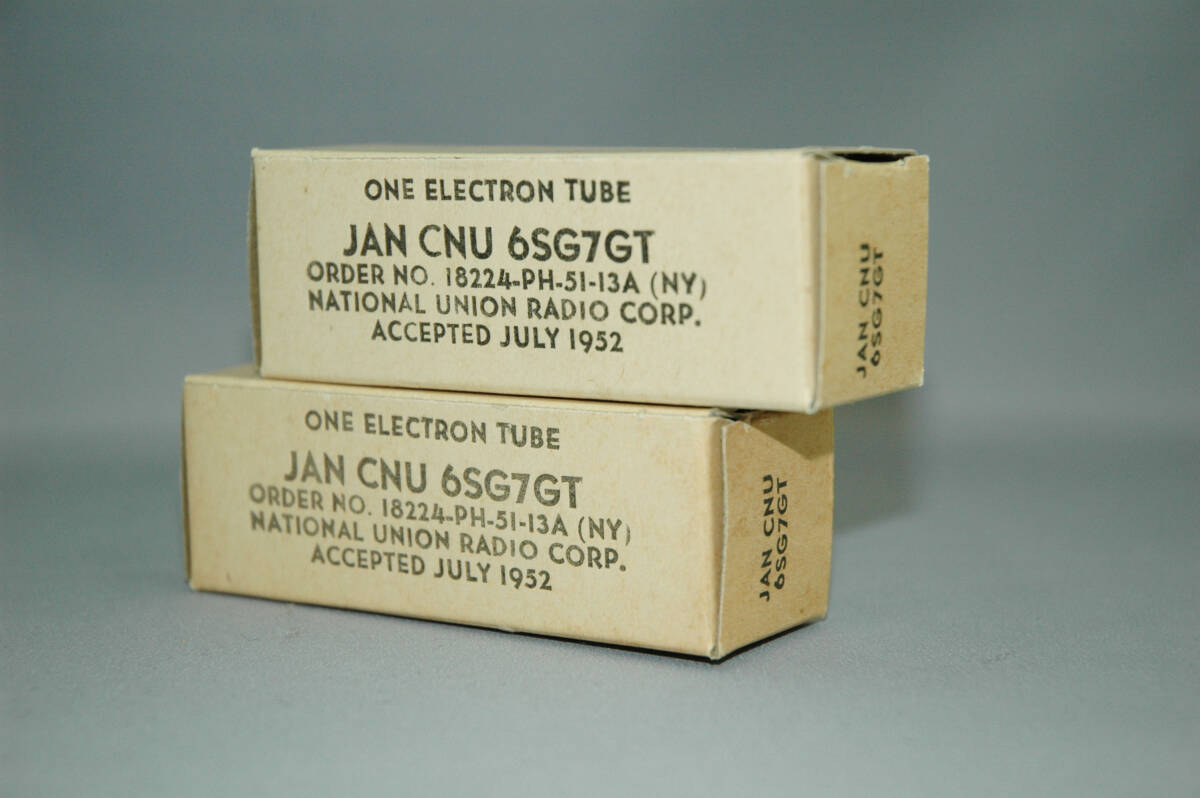 ONE ELECTRON TUBE
JAN CNU 6SG7GT
ORDER NO. 18224-PH-51-13A (NY)
NATIONAL UNION RADIO CORP.
ACCEPTED JULY 1952
JAN CNU
6SG7GT
ONE ELECTRON TUBE
JAN CNU 6SG7GT
ORDER NO. 18224-PH-51-13A (NY)
NATIONAL UNION RADIO CORP.
ACCEPTED JULY 1952
JAN CNU
6SG7GT